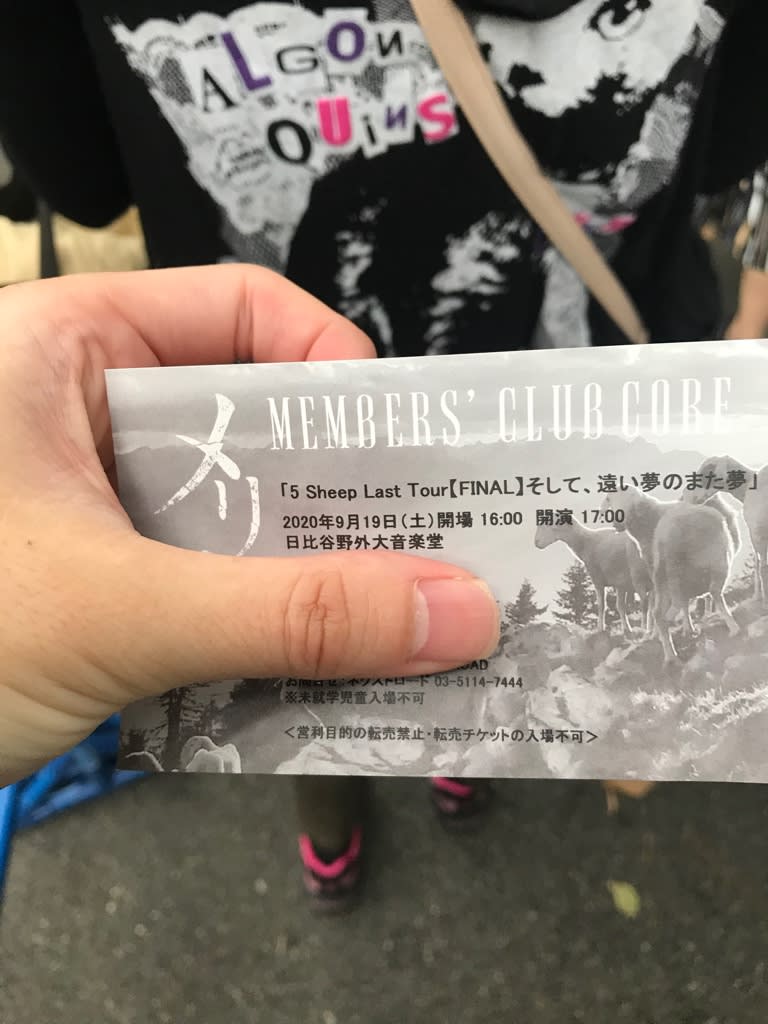 ALGON
QUiNS
メリ
MEMBERS' CLUB CORE
「5 Sheep Last Tour【FINAL】そして、遠い夢のまた夢」
2020年9月19日(土)開場 16:00 開演 17:00
日比谷野外大音楽堂
お問合せ:ネクストロード 03-5114-7444
※未就学児童入場不可
<営利目的の転売禁止・転売チケットの入場不可>